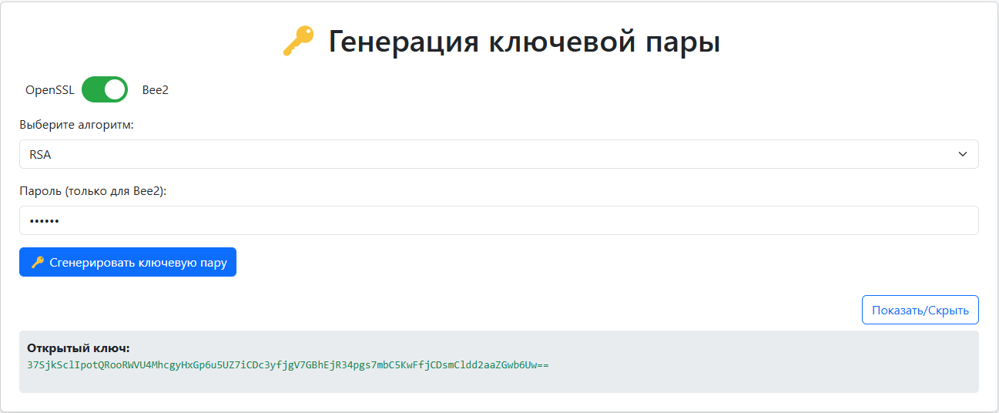 🔑 Генерация ключевой пары
OpenSSL Bee2
Выберите алгоритм:
RSA
Пароль (только для Bee2):
••••••
🔑 Сгенерировать ключевую пару
Показать/Скрыть
Открытый ключ:
37SjkSclIpotQRooRWVU4MhcgyHxGp6u5UZ7iCDc3yfjgV7GBhEjR34pgs7mbC5KwFfjCDsmCldd2aaZGwb6Uw==